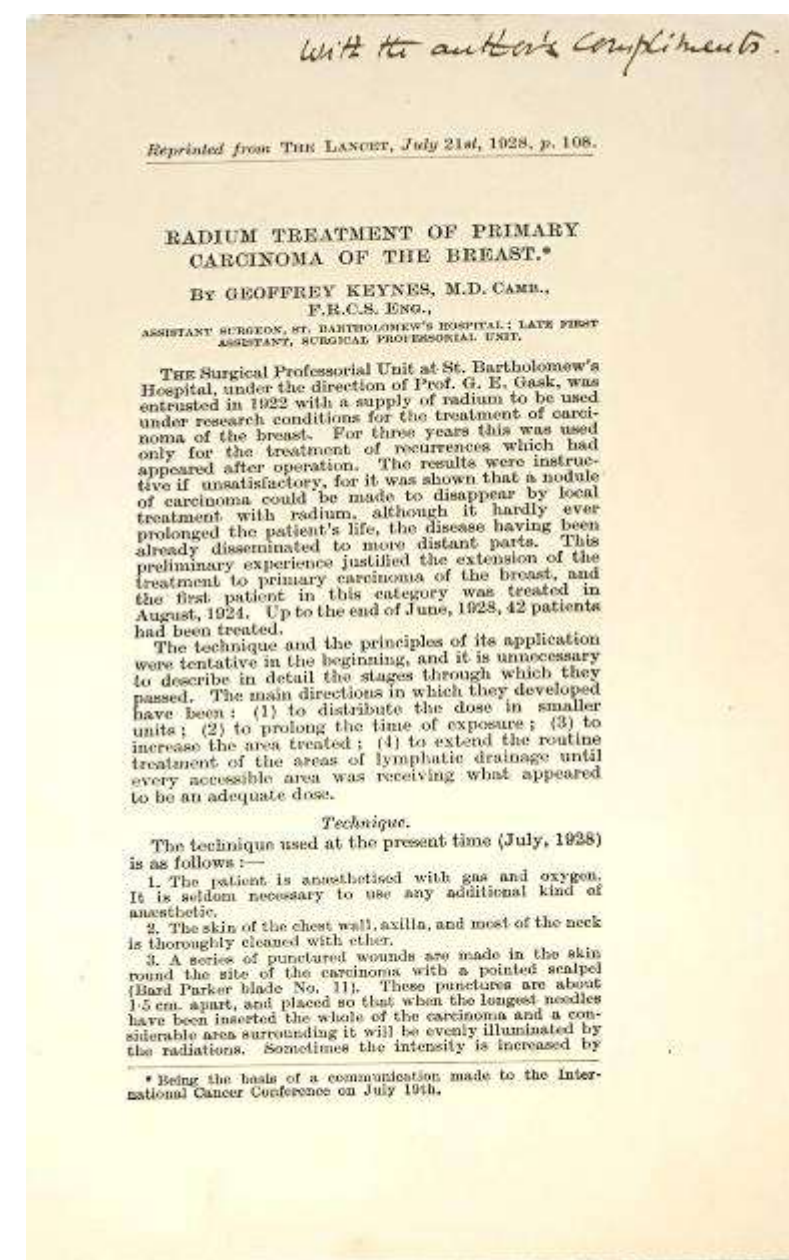 With the author's compliments.
Reprinted from THE LANCET, July 21st, 1928, p. 108.
RADIUM TREATMENT OF PRIMARY
CARCINOMA OF THE BREAST.*
BY GEOFFREY KEYNES, M.D. CAMB.,
F.R.C.S. ENG.,
ASSISTANT SURGEON, ST. BARTHOLOMEW'S HOSPITAL; LATE FIRST
ASSISTANT, SURGICAL PROFESSORIAL UNIT.
THE Surgical Professorial Unit at St. Bartholomew's
Hospital, under the direction of Prof. G. E. Gask, was
entrusted in 1922 with a supply of radium to be used
under research conditions for the treatment of carci-
noma of the breast. For three years this was used
only for the treatment of recurrences which had
appeared after operation. The results were instruc-
tive if unsatisfactory, for it was shown that a nodule
of carcinoma could be made to disappear by local
treatment with radium, although it hardly ever
prolonged the patient's life, the disease having been
already disseminated to more distant parts. This
preliminary experience justified the extension of the
treatment to primary carcinoma of the breast, and
the first patient in this category was treated in
August, 1924. Up to the end of June, 1928, 42 patients
had been treated.
The technique and the principles of its application
were tentative in the beginning, and it is unnecessary
to describe in detail the stages through which they
passed. The main directions in which they developed
have been: (1) to distribute the dose in smaller
units; (2) to prolong the time of exposure; (3) to
increase the area treated; (4) to extend the routine
treatment of the areas of lymphatic drainage until
every accessible area was receiving what appeared
to be an adequate dose.
Technique.
The technique used at the present time (July, 1928)
is as follows:—
1. The patient is anæsthetised with gas and oxygen.
It is seldom necessary to use any additional kind of
anæsthetic.
2. The skin of the chest wall, axilla, and most of the neck
is thoroughly cleaned with ether.
3. A series of punctured wounds are made in the skin
round the site of the carcinoma with a pointed scalpel
(Bard Parker blade No. 11). These punctures are about
1·5 cm. apart, and placed so that when the longest needles
have been inserted the whole of the carcinoma and a con-
siderable area surrounding it will be evenly illuminated by
the radiations. Sometimes the intensity is increased by
* Being the basis of a communication made to the Inter-
national Cancer Conference on July 19th.